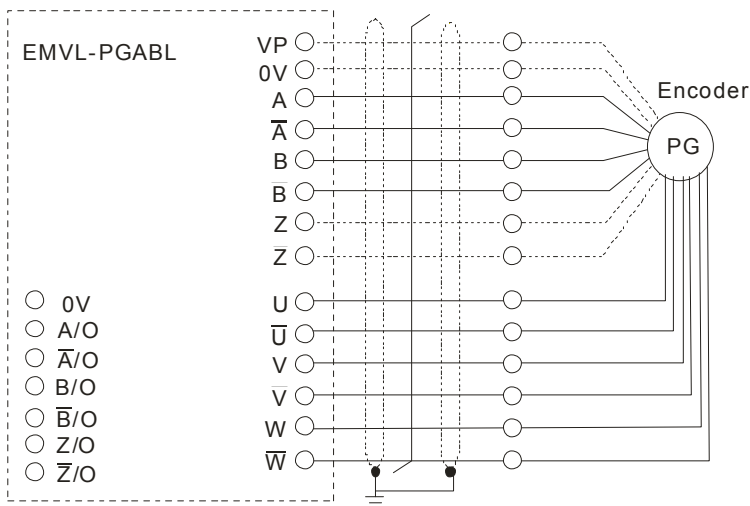 EMVL-PGABL
VP
0V
A
A̅
B
B̅
Z
Z̅
U
U̅
V
V̅
W
W̅
Encoder
PG
0V
A/O
A̅/O
B/O
B̅/O
Z/O
Z̅/O